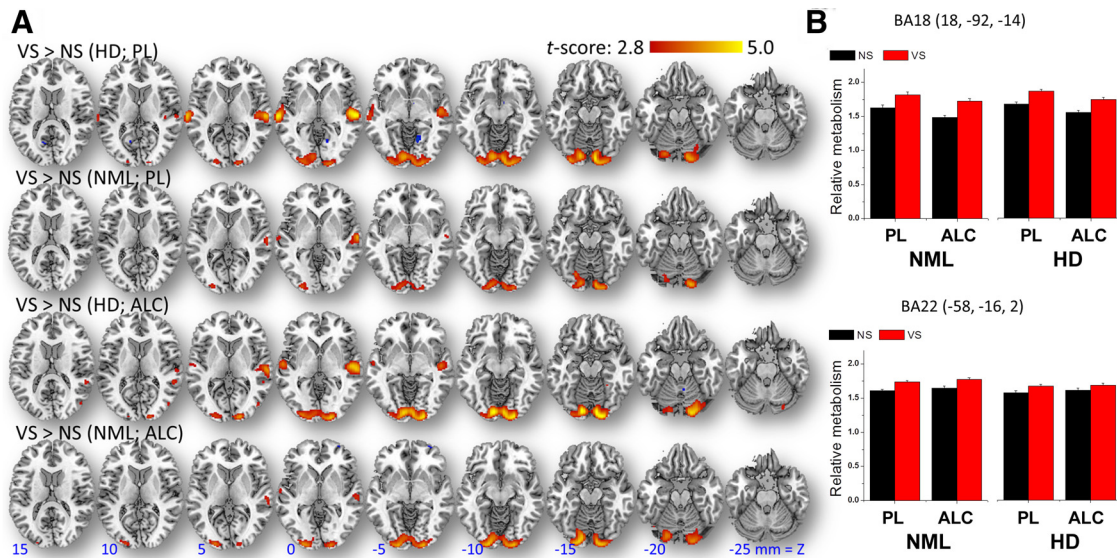 A
VS > NS (HD; PL)
t-score: 2.8 5.0
VS > NS (NML; PL)
VS > NS (HD; ALC)
VS > NS (NML; ALC)
15 10 5 0 -5 -10 -15 -20 -25 mm = Z
B
BA18 (18, -92, -14)
NS VS
Relative metabolism
2.0
1.5
1.0
0.5
0.0
PL ALC PL ALC
NML HD
BA22 (-58, -16, 2)
NS VS
Relative metabolism
2.0
1.5
1.0
0.5
0.0
PL ALC PL ALC
NML HD